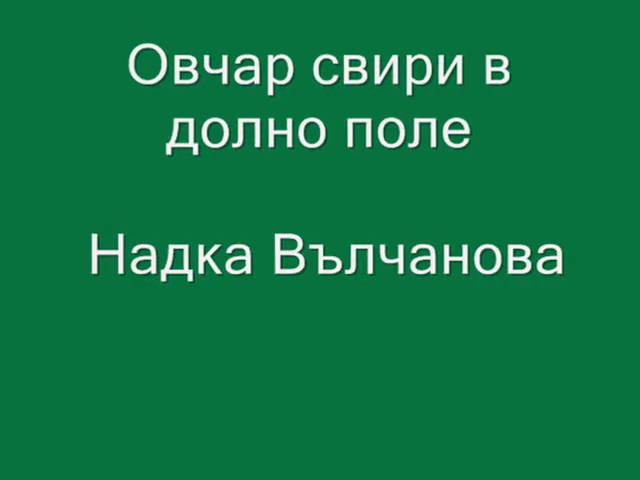 Овчар свири в
долно поле
Надка Вълчанова